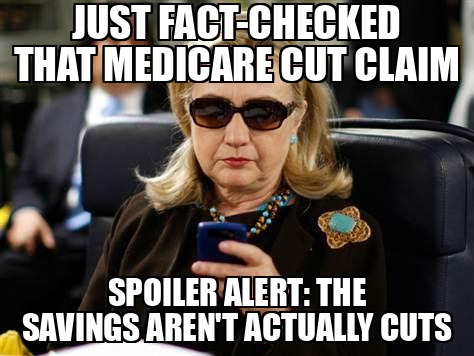 JUST FACT-CHECKED
THAT MEDICARE CUT CLAIM
SPOILER ALERT: THE
SAVINGS AREN'T ACTUALLY CUTS